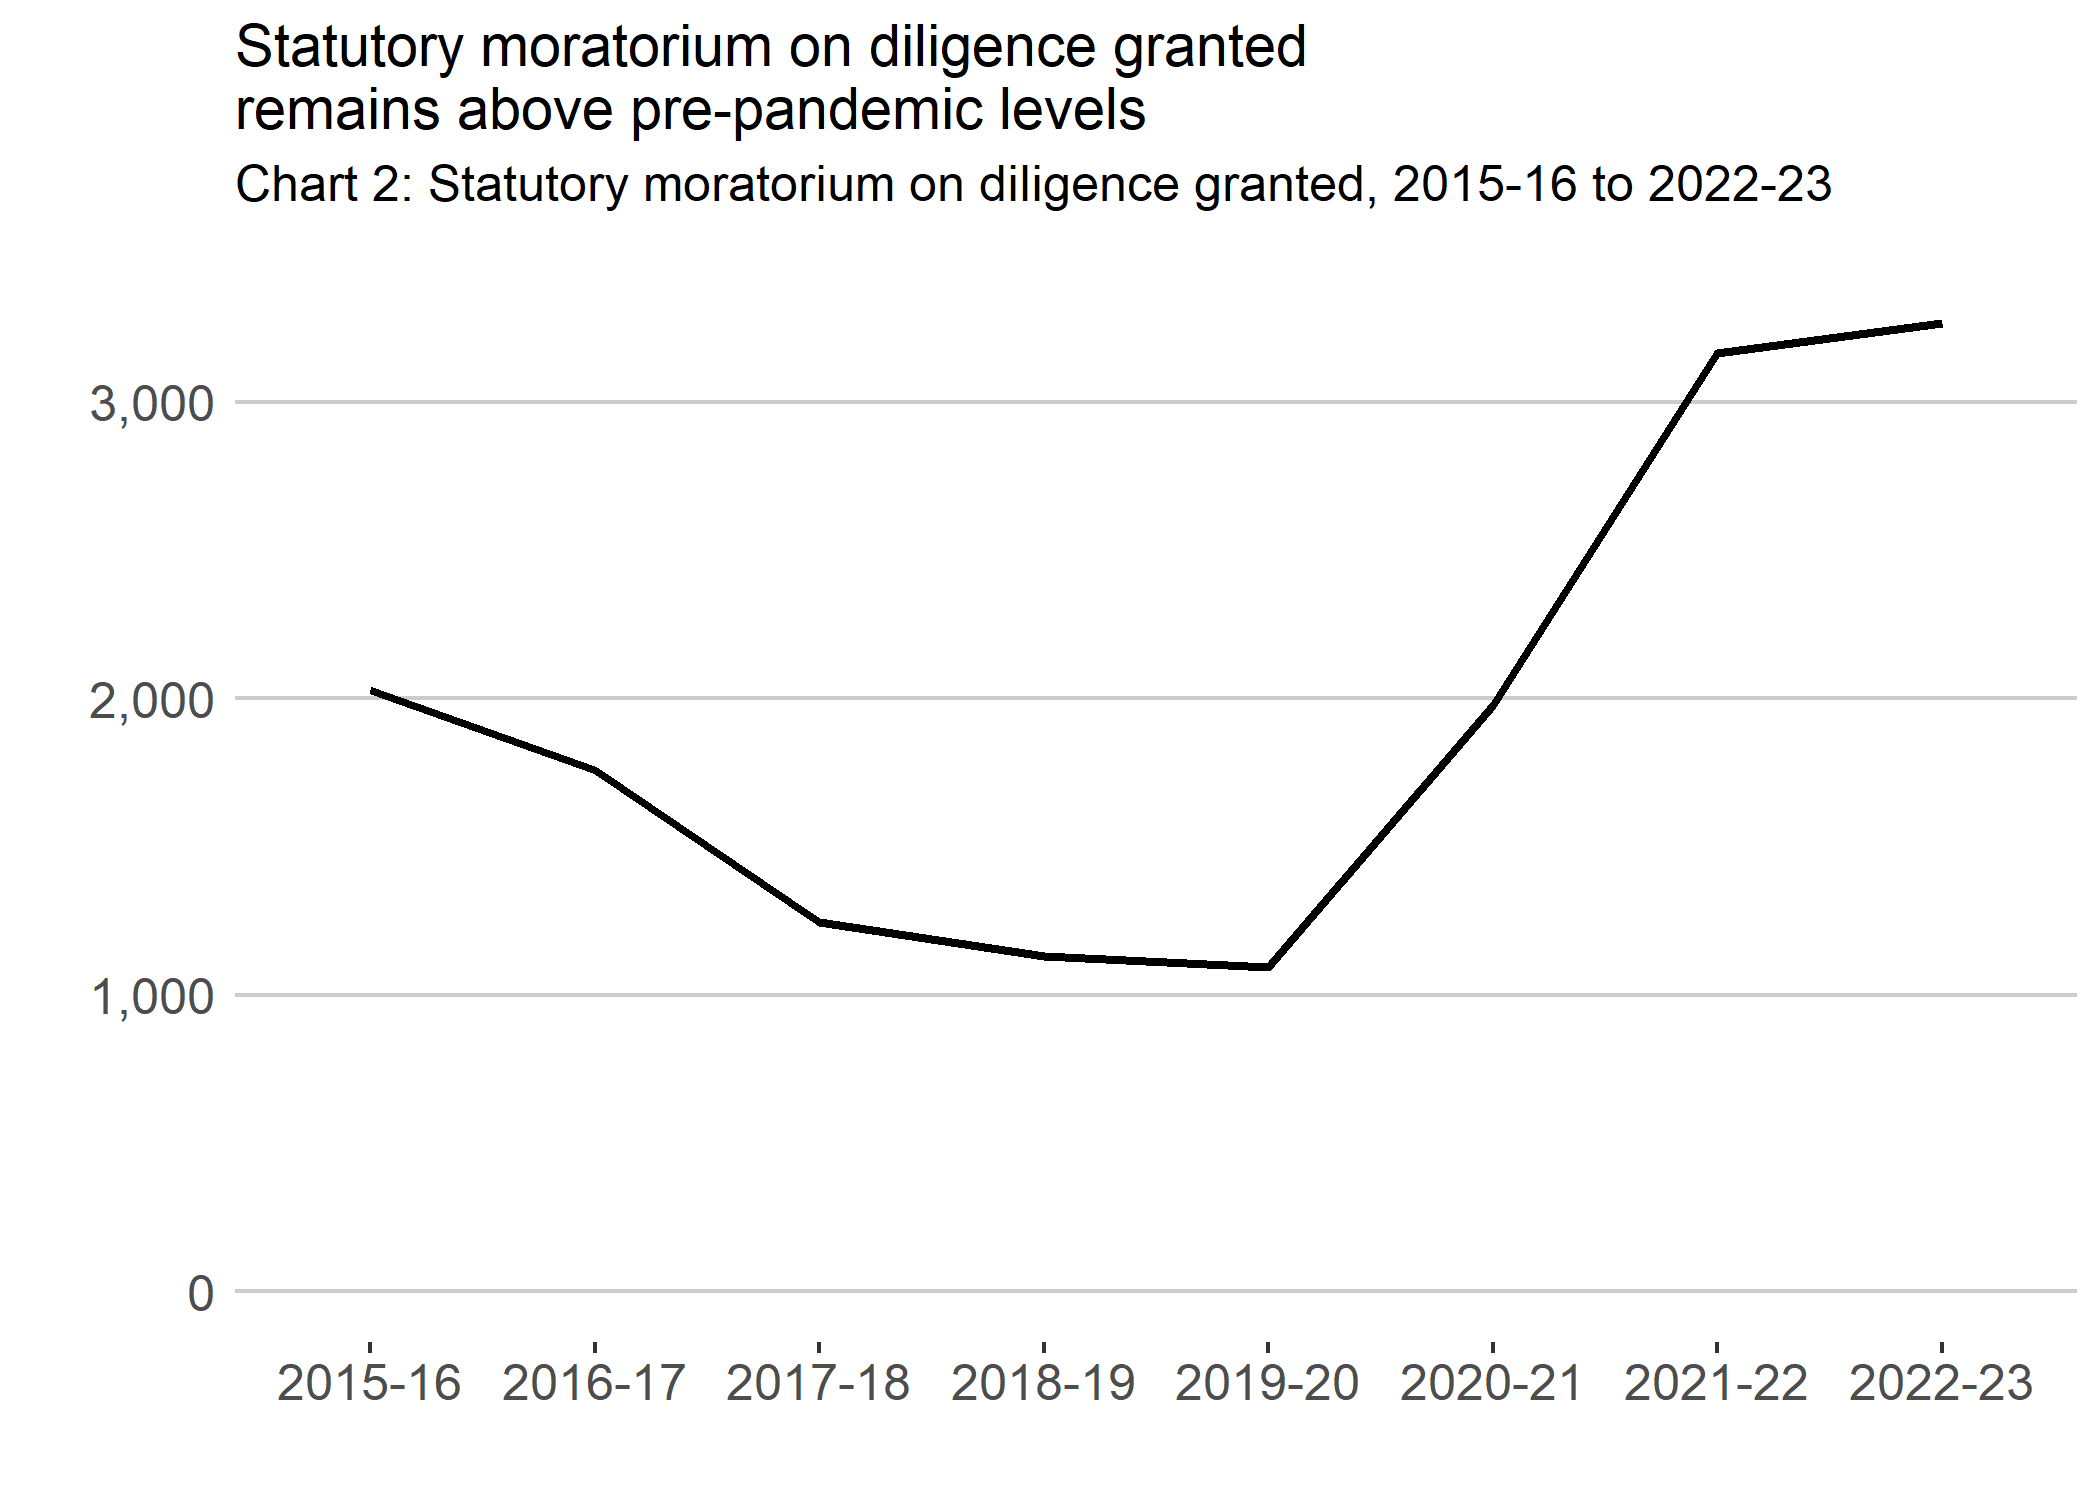 Statutory moratorium on diligence granted
remains above pre-pandemic levels
Chart 2: Statutory moratorium on diligence granted, 2015-16 to 2022-23
3,000
2,000
1,000
0
2015-16 2016-17 2017-18 2018-19 2019-20 2020-21 2021-22 2022-23